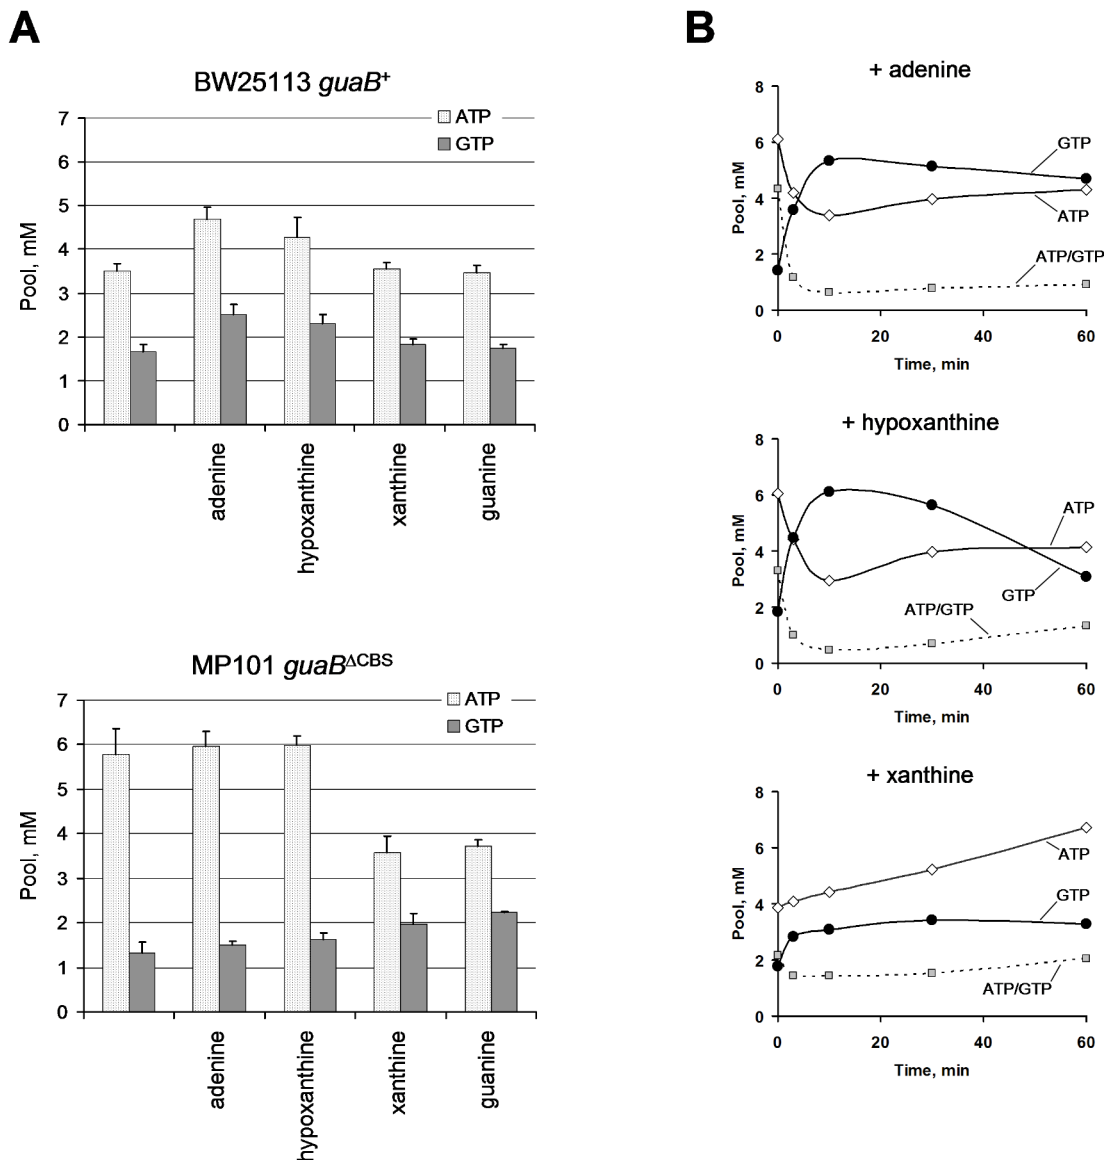 A
BW25113 guaB+
ATP
GTP
Pool, mM
7
6
5
4
3
2
1
0
adenine
hypoxanthine
xanthine
guanine
MP101 guaBΔCBS
ATP
GTP
Pool, mM
7
6
5
4
3
2
1
0
adenine
hypoxanthine
xanthine
guanine
B
+ adenine
Pool, mM
8
6
4
2
0
GTP
ATP
ATP/GTP
0 20 40 60
Time, min
+ hypoxanthine
Pool, mM
8
6
4
2
0
ATP
GTP
ATP/GTP
0 20 40 60
Time, min
+ xanthine
Pool, mM
8
6
4
2
0
ATP
GTP
ATP/GTP
0 20 40 60
Time, min